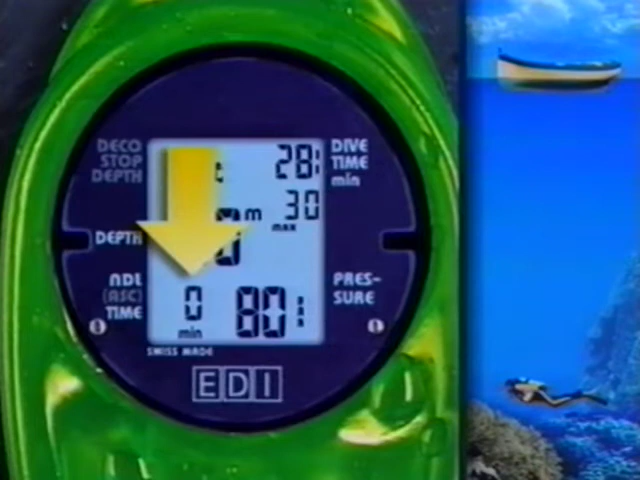 DECO
STOP
DEPTH
28
DIVE
TIME
min
m
30
MAX
DEPTH
NDL
(ASC)
TIME
0
min
80
PRES-
SURE
SWISS MADE
EDI